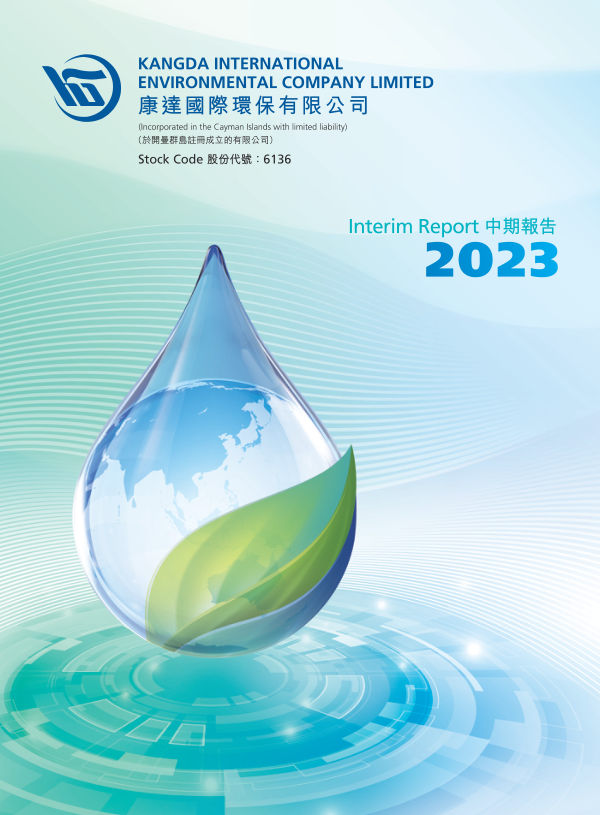 KANGDA INTERNATIONAL
ENVIRONMENTAL COMPANY LIMITED
康達國際環保有限公司
(Incorporated in the Cayman Islands with limited liability)
（於開曼群島註冊成立的有限公司）
Stock Code 股份代號：6136
Interim Report 中期報告
2023